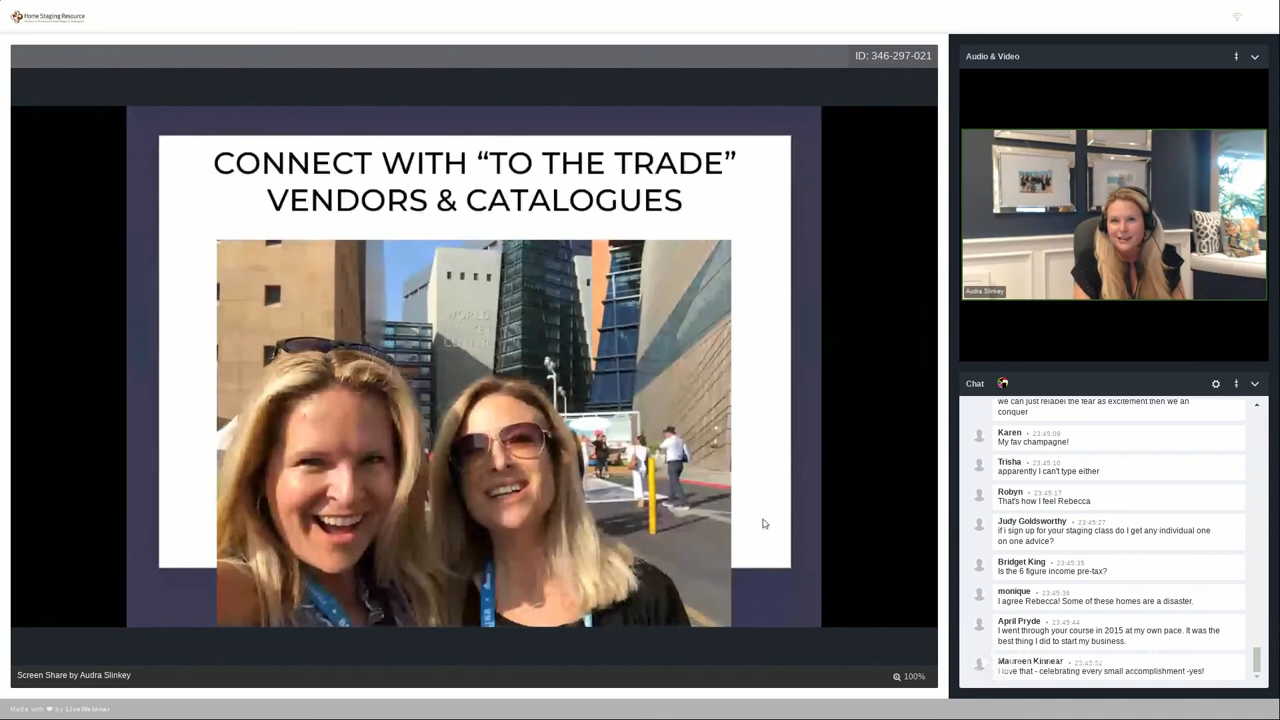 Home Staging Resource
ID: 346-297-021
CONNECT WITH “TO THE TRADE”
VENDORS & CATALOGUES
WORLD
MARKET
CENTER
Screen Share by Audra Slinkey
100%
Audio & Video
Audra Slinkey
Chat
we can just relabel the fear as excitement then we
conquer
Karen • 23:45:09
My fav champagne!
Trisha • 23:45:10
apparently I can't type either
Robyn • 23:45:17
That's how I feel Rebecca
Judy Goldsworthy • 23:45:27
if i sign up for your staging class do I get any individual one
on one advice?
Bridget King • 23:45:35
Is the 6 figure income pre-tax?
monique • 23:45:36
I agree Rebecca! Some of these homes are a disaster.
April Pryde • 23:45:44
I went through your course in 2015 at my own pace. It was the
best thing I did to start my business.
Maureen Kinnear • 23:45:52
I love that - celebrating every small accomplishment -yes!
Made with ❤ by LiveWebinar